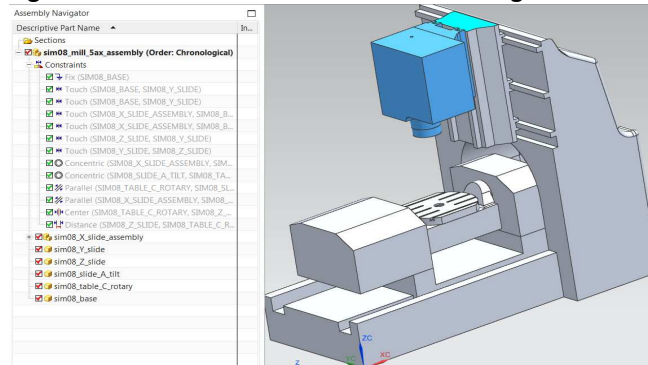 Assembly Navigator
Descriptive Part Name In...
Sections
sim08_mill_5ax_assembly (Order: Chronological)
Constraints
Fix (SIM08_BASE)
Touch (SIM08_BASE, SIM08_Y_SLIDE)
Touch (SIM08_BASE, SIM08_Y_SLIDE)
Touch (SIM08_X_SLIDE_ASSEMBLY, SIM08_B...
Touch (SIM08_X_SLIDE_ASSEMBLY, SIM08_B...
Touch (SIM08_Z_SLIDE, SIM08_Y_SLIDE)
Touch (SIM08_Y_SLIDE, SIM08_Z_SLIDE)
Concentric (SIM08_X_SLIDE_ASSEMBLY, SIM...
Concentric (SIM08_SLIDE_A_TILT, SIM08_TA...
Parallel (SIM08_TABLE_C_ROTARY, SIM08_SL...
Parallel (SIM08_X_SLIDE_ASSEMBLY, SIM08_...
Center (SIM08_TABLE_C_ROTARY, SIM08_Z_...
Distance (SIM08_Z_SLIDE, SIM08_TABLE_C_R...
sim08_X_slide_assembly
sim08_Y_slide
sim08_Z_slide
sim08_slide_A_tilt
sim08_table_C_rotary
sim08_base
ZC
YC XC
Z